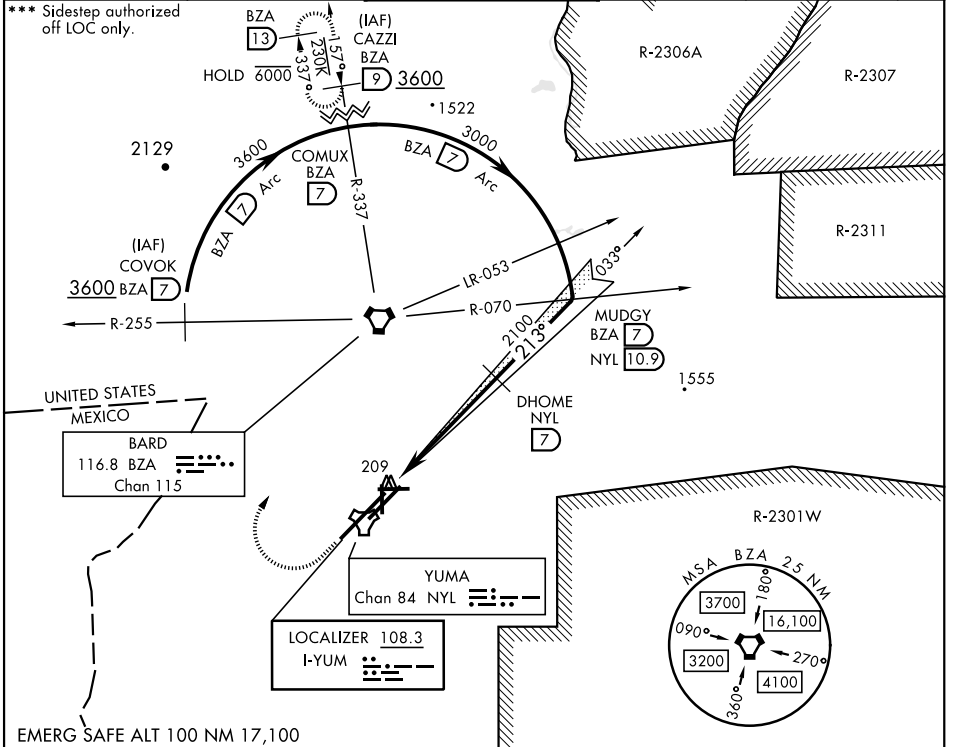 *** Sidestep authorized
off LOC only.
BZA
13
(IAF)
CAZZI
BZA
9 3600
HOLD 6000
337°
230K
157°
R-2306A
R-2307
R-2311
1522
2129
3600
BZA 7 Arc
COMUX
BZA
7
3000
BZA 7 Arc
R-337
(IAF)
COVOK
3600 BZA 7
R-255
LR-053
R-070
033°
2100
213°
MUDGY
BZA 7
NYL 10.9
1555
DHOME
NYL
7
UNITED STATES
MEXICO
BARD
116.8 BZA
Chan 115
209
R-2301W
YUMA
Chan 84 NYL
LOCALIZER 108.3
I-YUM
MSA BZA 25 NM
180°
3700
16,100
090°
270°
3200
4100
360°
EMERG SAFE ALT 100 NM 17,100